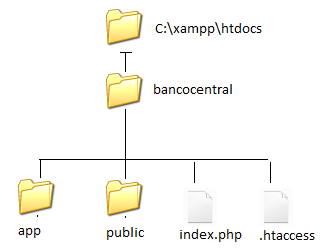 C:\xampp\htdocs
bancocentral
app
public
index.php
.htaccess